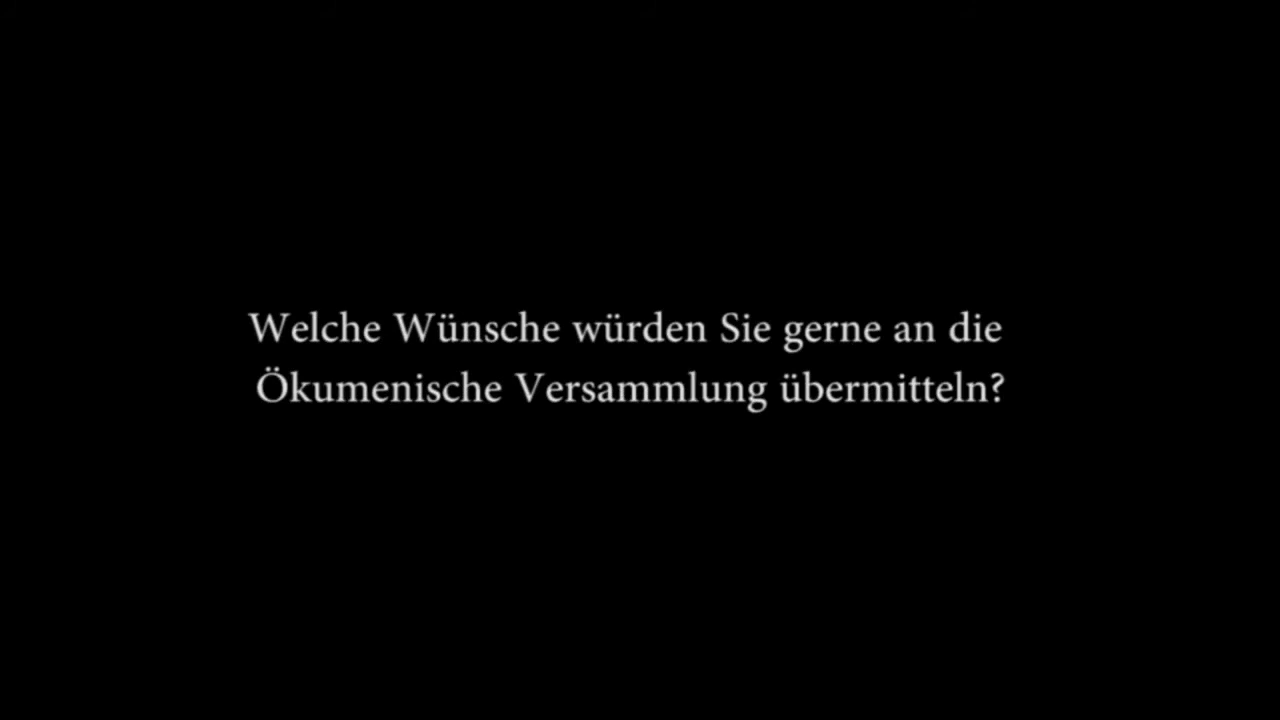 Welche Wünsche würden Sie gerne an die
Ökumenische Versammlung übermitteln?